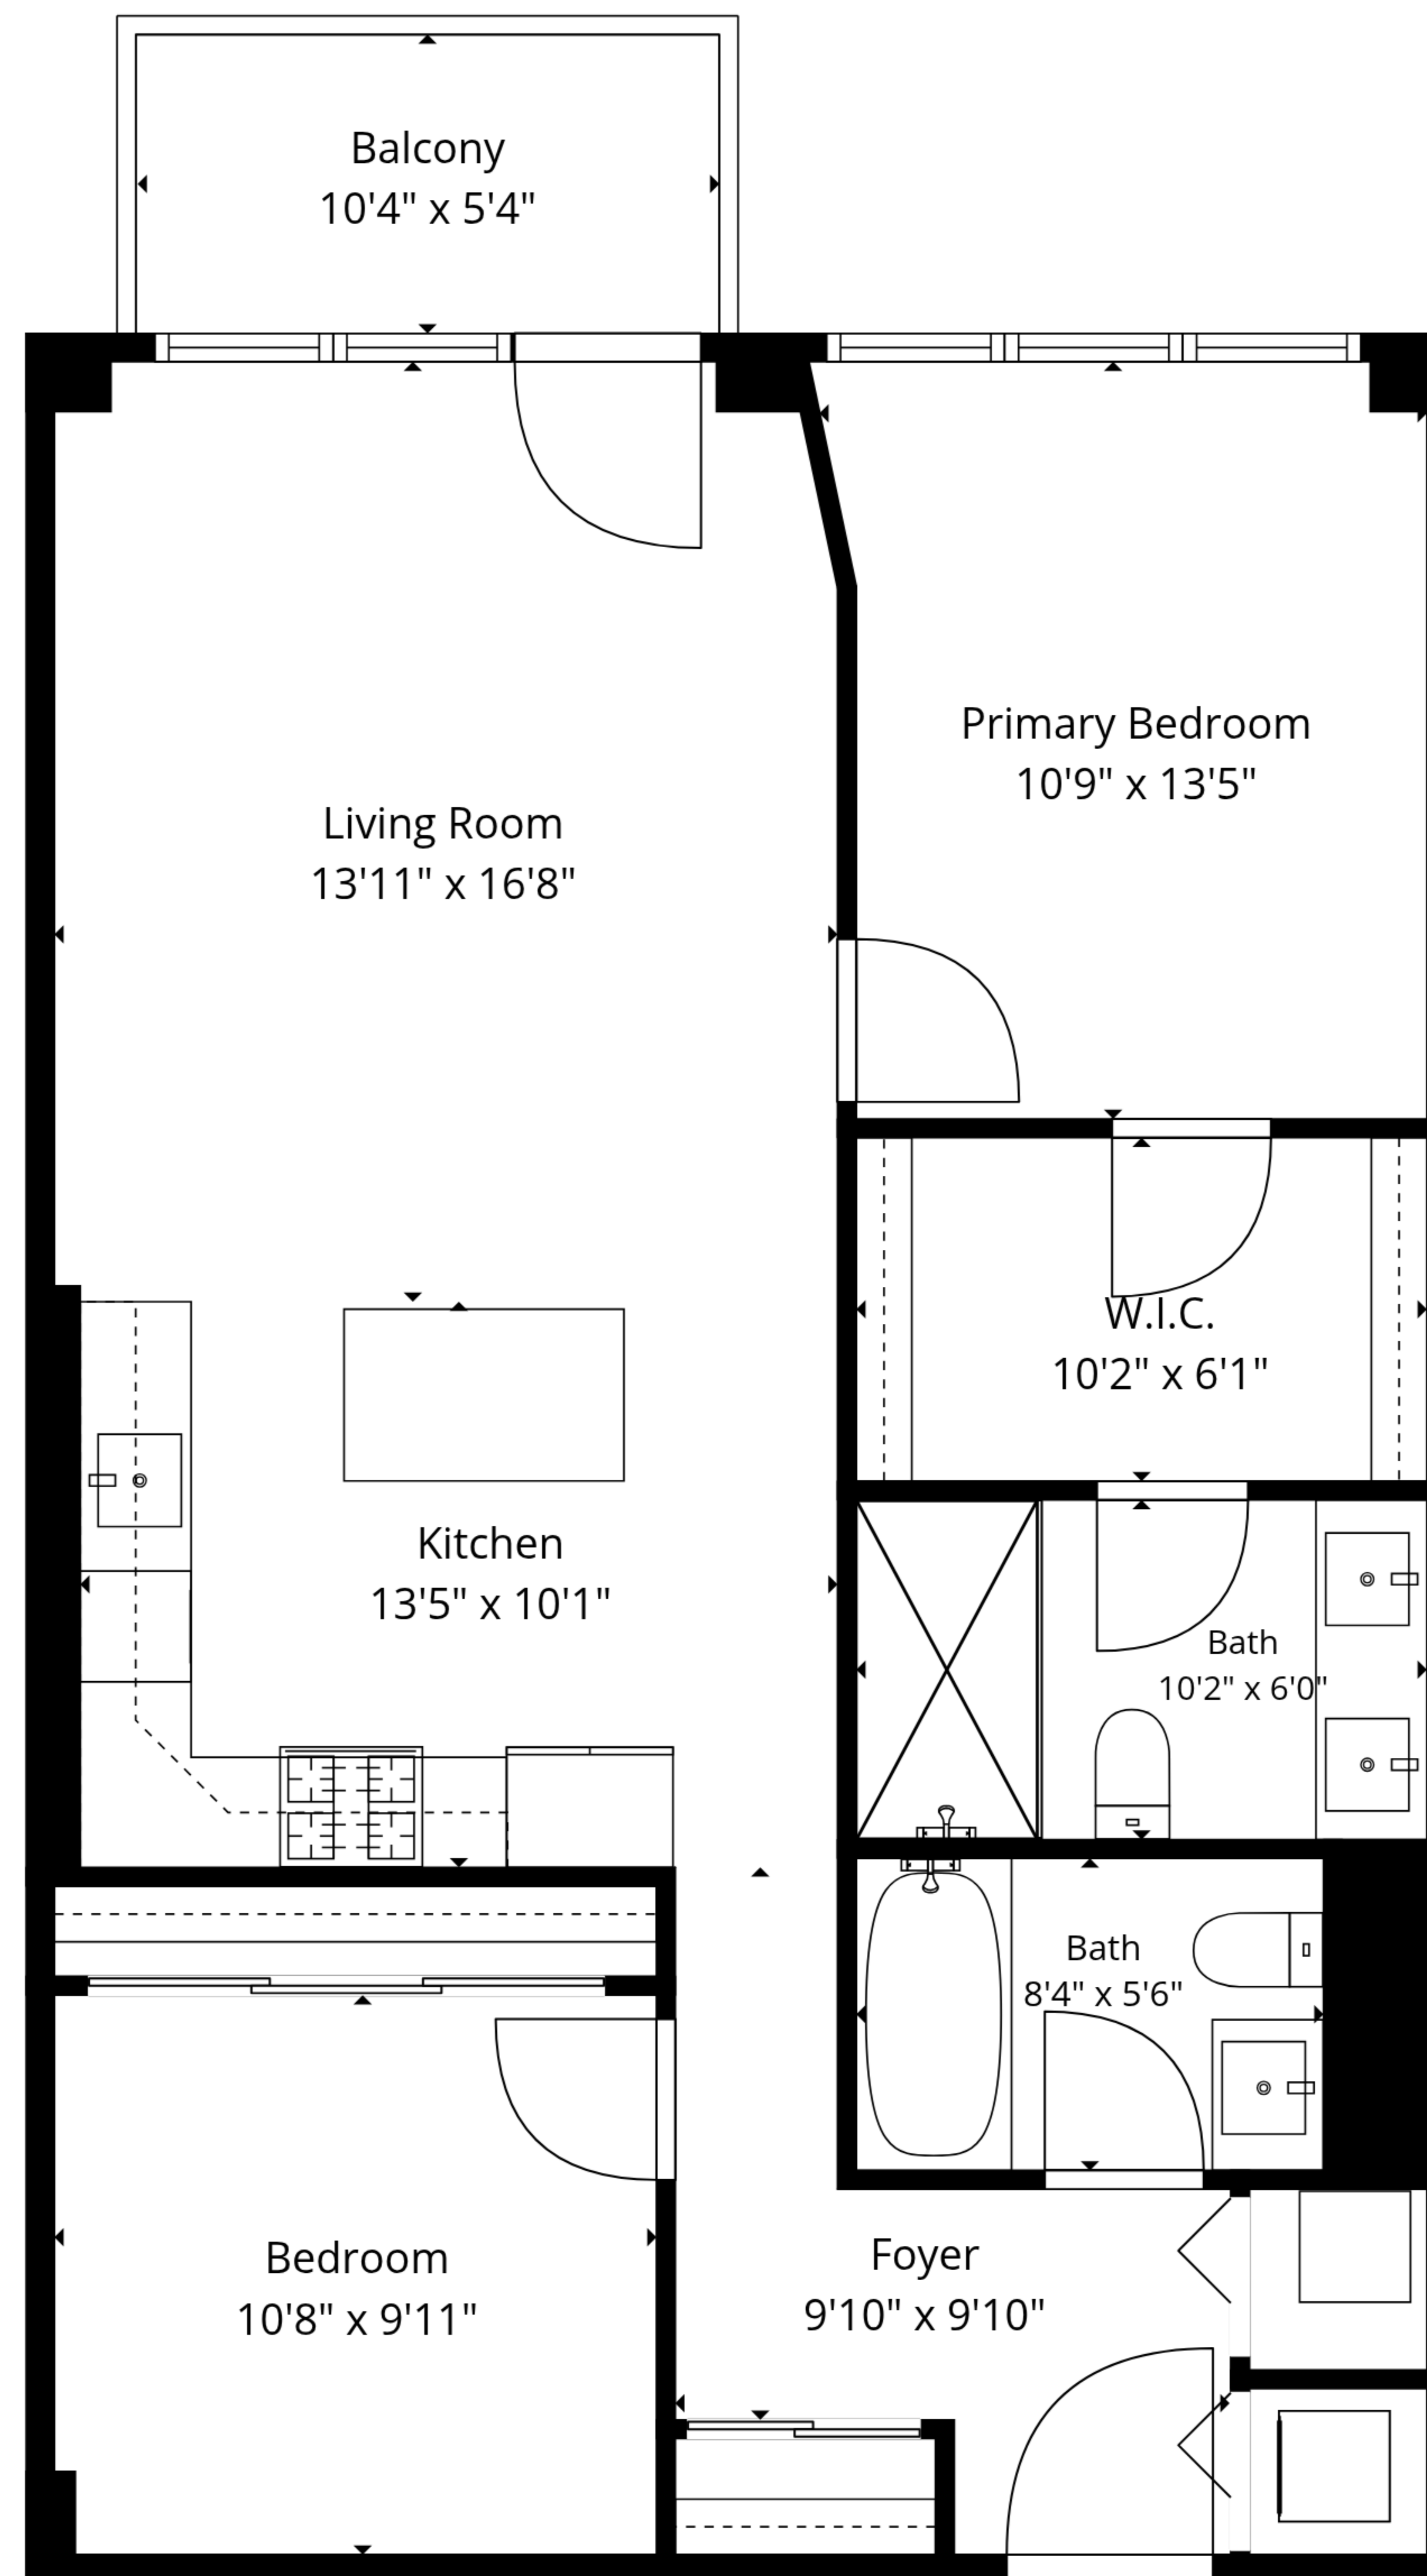 Balcony
10'4" x 5'4"
Primary Bedroom
10'9" x 13'5"
Living Room
13'11" x 16'8"
W.I.C.
10'2" x 6'1"
Kitchen
13'5" x 10'1"
Bath
10'2" x 6'0"
Bath
8'4" x 5'6"
Bedroom
10'8" x 9'11"
Foyer
9'10" x 9'10"